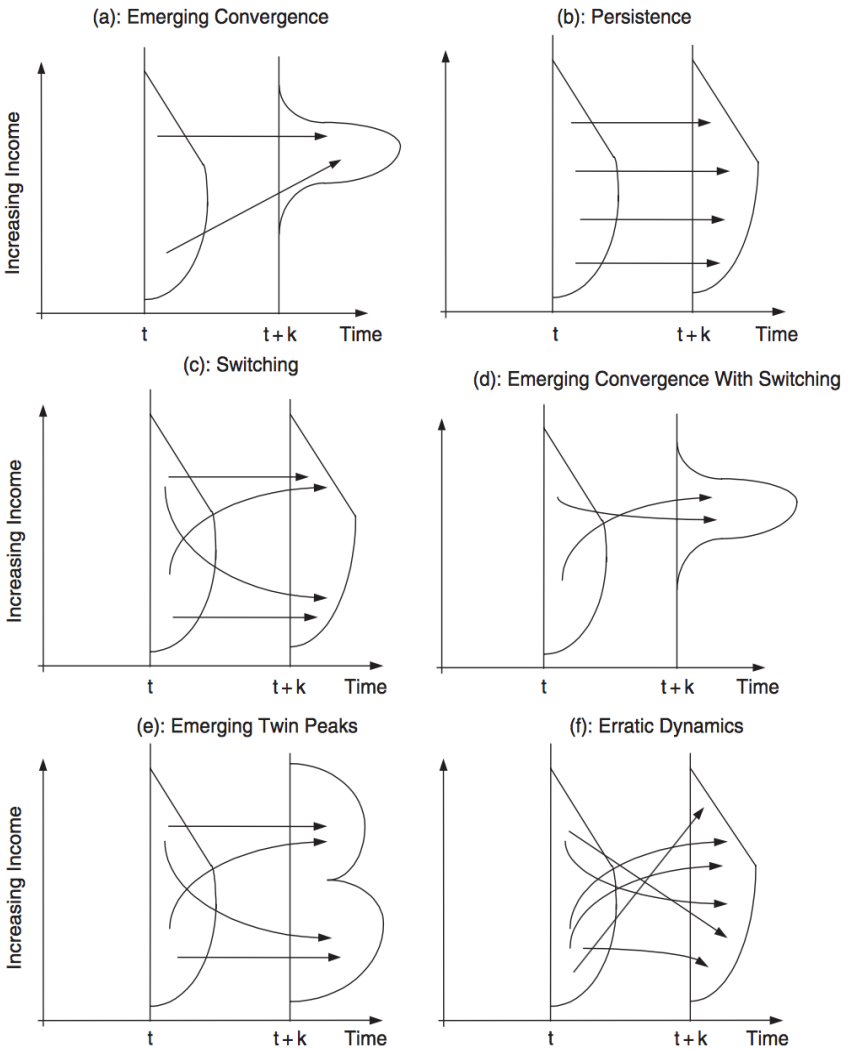 (a): Emerging Convergence
Increasing Income
t
t + k
Time
(b): Persistence
t
t + k
Time
(c): Switching
Increasing Income
t
t + k
Time
(d): Emerging Convergence With Switching
t
t + k
Time
(e): Emerging Twin Peaks
Increasing Income
t
t + k
Time
(f): Erratic Dynamics
t
t + k
Time